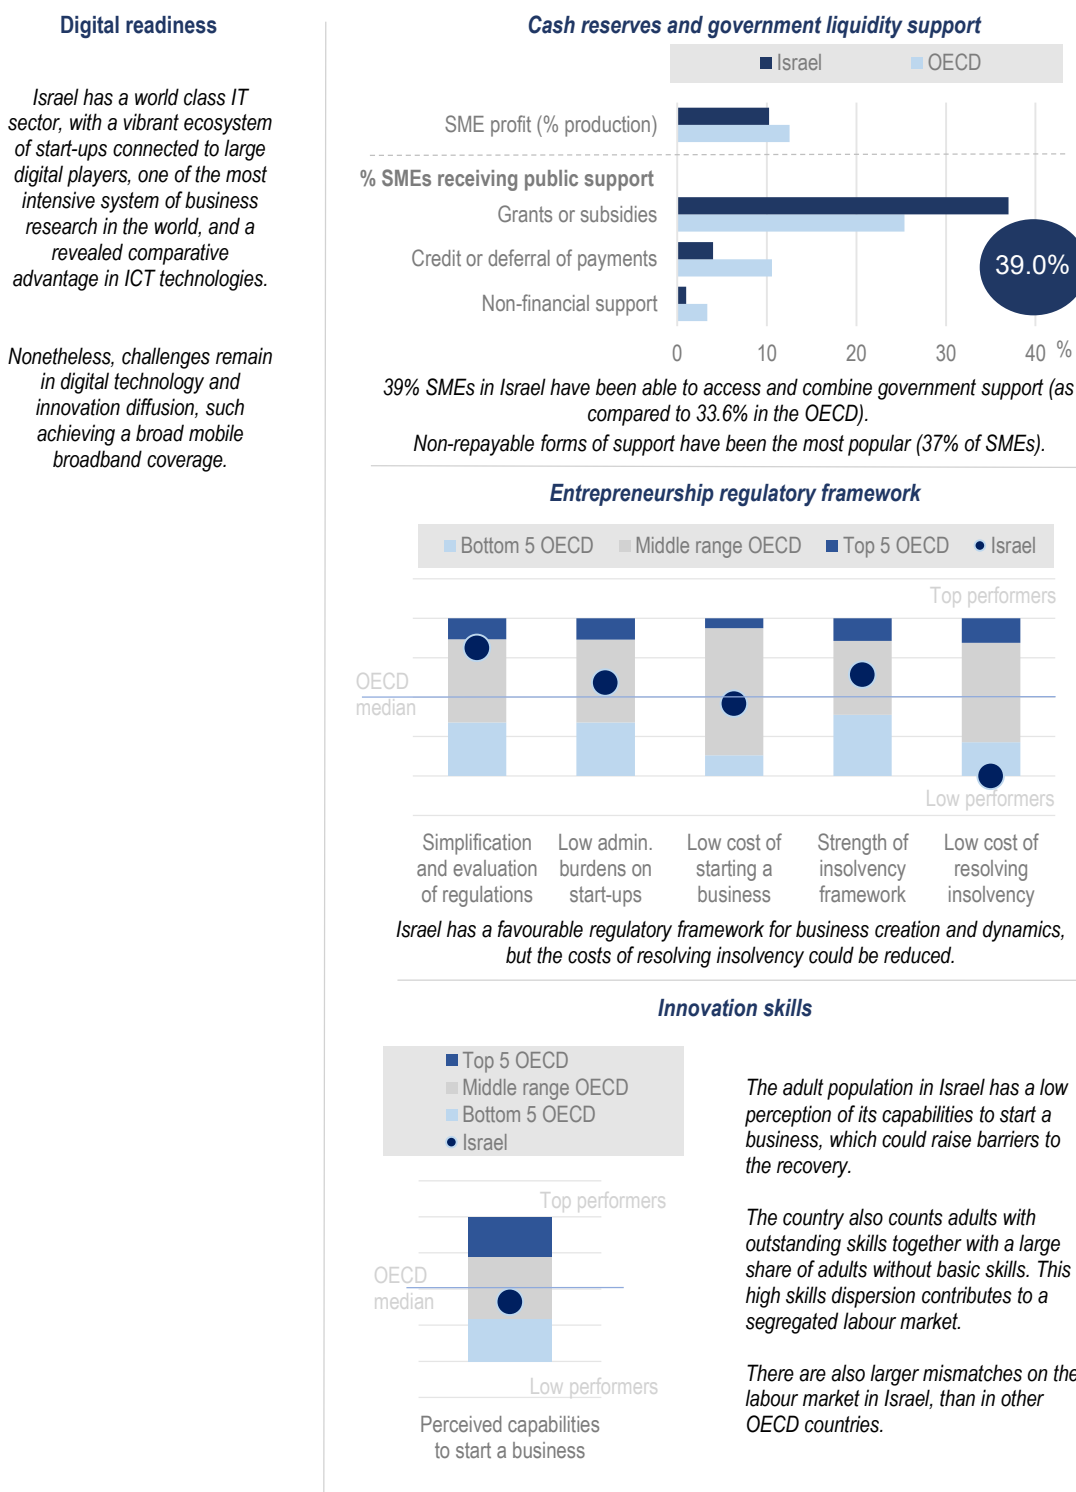 Digital readiness
Israel has a world class IT
sector, with a vibrant ecosystem
of start-ups connected to large
digital players, one of the most
intensive system of business
research in the world, and a
revealed comparative
advantage in ICT technologies.
Nonetheless, challenges remain
in digital technology and
innovation diffusion, such
achieving a broad mobile
broadband coverage.
Cash reserves and government liquidity support
Israel
OECD
SME profit (% production)
% SMEs receiving public support
Grants or subsidies
Credit or deferral of payments
39.0%
Non-financial support
0 10 20 30 40 %
39% SMEs in Israel have been able to access and combine government support (as
compared to 33.6% in the OECD).
Non-repayable forms of support have been the most popular (37% of SMEs).
Entrepreneurship regulatory framework
Bottom 5 OECD
Middle range OECD
Top 5 OECD
Israel
Top performers
OECD
median
Low performers
Simplification
and evaluation
of regulations
Low admin.
burdens on
start-ups
Low cost of
starting a
business
Strength of
insolvency
framework
Low cost of
resolving
insolvency
Israel has a favourable regulatory framework for business creation and dynamics,
but the costs of resolving insolvency could be reduced.
Innovation skills
Top 5 OECD
Middle range OECD
Bottom 5 OECD
Israel
Top performers
OECD
median
Low performers
Perceived capabilities
to start a business
The adult population in Israel has a low
perception of its capabilities to start a
business, which could raise barriers to
the recovery.
The country also counts adults with
outstanding skills together with a large
share of adults without basic skills. This
high skills dispersion contributes to a
segregated labour market.
There are also larger mismatches on the
labour market in Israel, than in other
OECD countries.